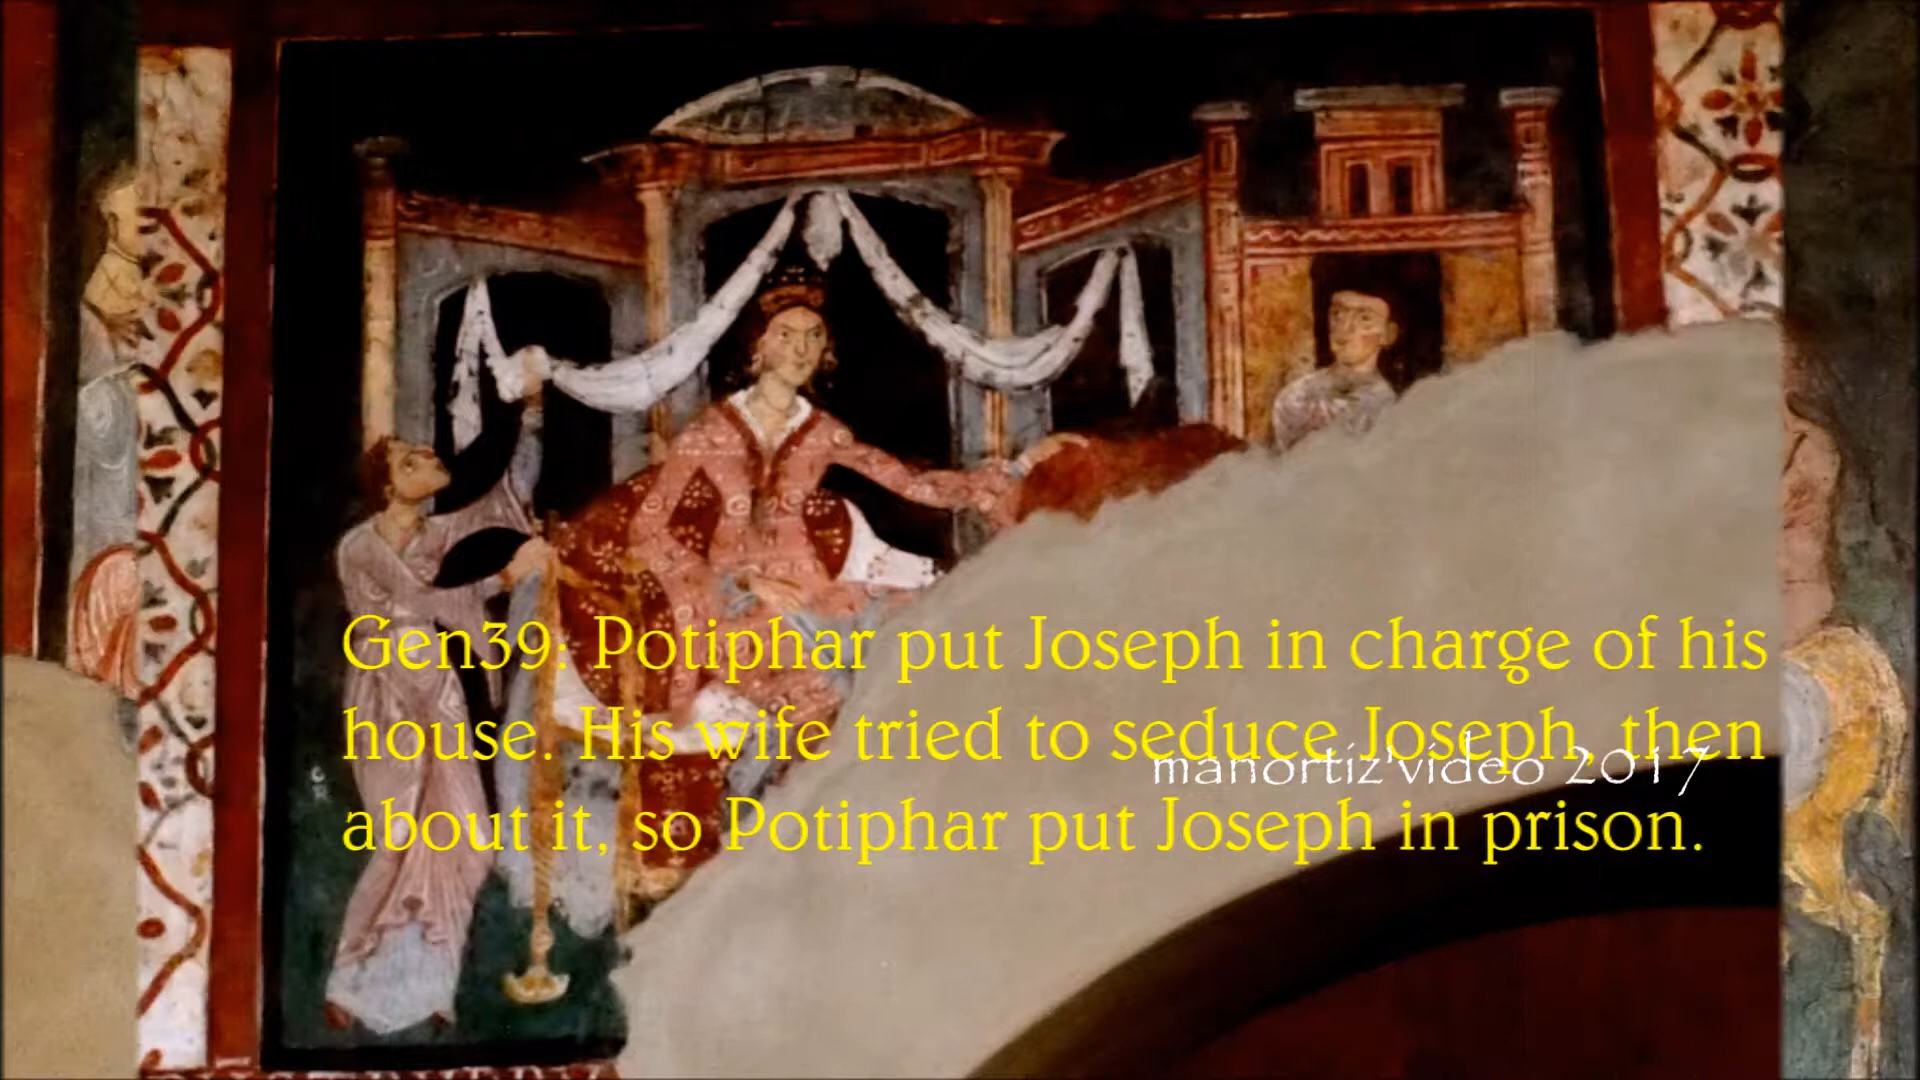 Gen39: Potiphar put Joseph in charge of his
house. His wife tried to seduce Joseph, then
manortiz'video 2017
about it, so Potiphar put Joseph in prison.